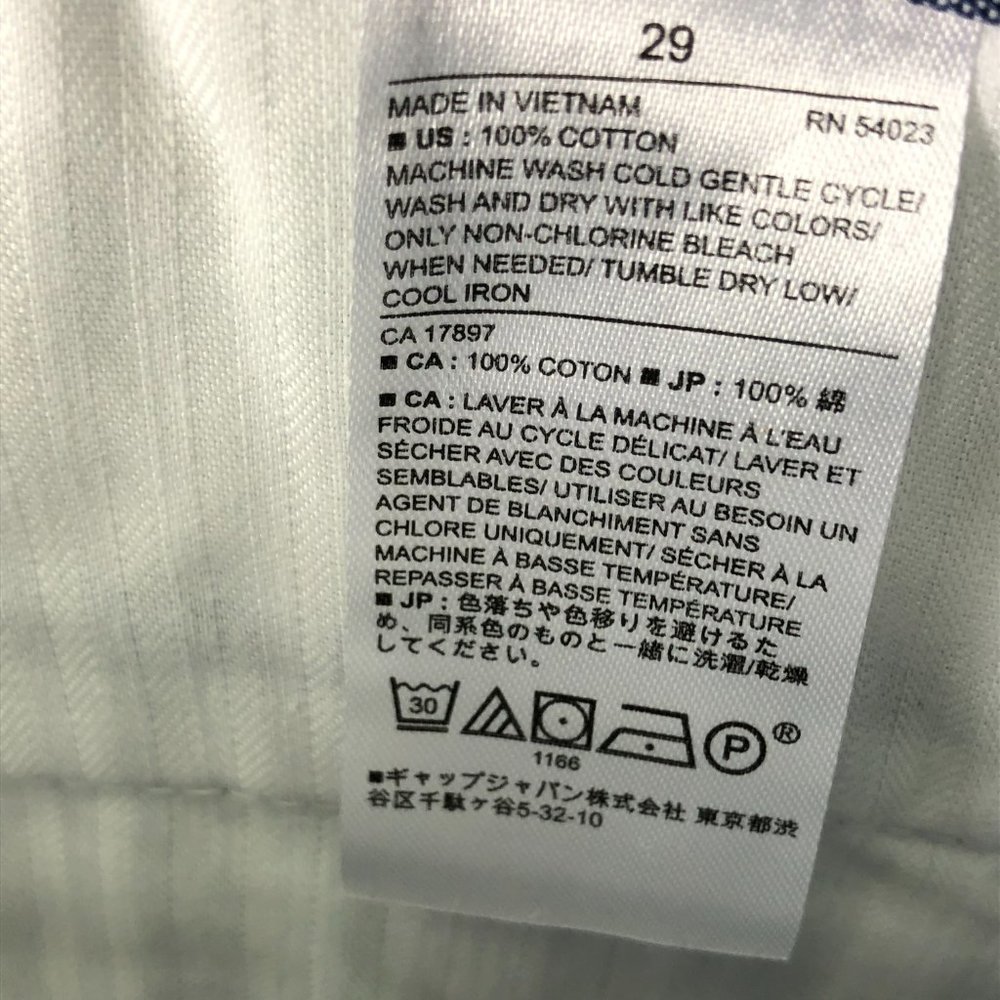 29
MADE IN VIETNAM
RN 54023
■ US : 100% COTTON
MACHINE WASH COLD GENTLE CYCLE/
WASH AND DRY WITH LIKE COLORS/
ONLY NON-CHLORINE BLEACH
WHEN NEEDED/ TUMBLE DRY LOW/
COOL IRON
CA 17897
■ CA : 100% COTON ■ JP : 100% 綿
■ CA : LAVER À LA MACHINE À L'EAU
FROIDE AU CYCLE DÉLICAT/ LAVER ET
SÉCHER AVEC DES COULEURS
SEMBLABLES/ UTILISER AU BESOIN UN
AGENT DE BLANCHIMENT SANS
CHLORE UNIQUEMENT/ SÉCHER À LA
MACHINE À BASSE TEMPÉRATURE/
REPASSER À BASSE TEMPÉRATURE
■ JP : 色落ちや色移りを避けるた
め、同系色のものと一緒に洗濯/乾燥
してください。
30
P ®
1166
■ギャップジャパン株式会社 東京都渋
谷区千駄ヶ谷5-32-10